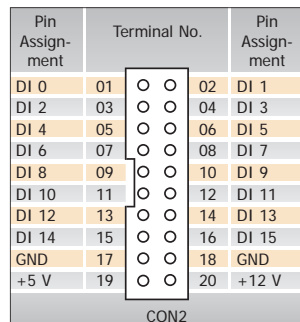 Pin Assign-ment Terminal No. Pin Assign-ment
DI 0 01 02 DI 1
DI 2 03 04 DI 3
DI 4 05 06 DI 5
DI 6 07 08 DI 7
DI 8 09 10 DI 9
DI 10 11 12 DI 11
DI 12 13 14 DI 13
DI 14 15 16 DI 15
GND 17 18 GND
+5 V 19 20 +12 V
CON2